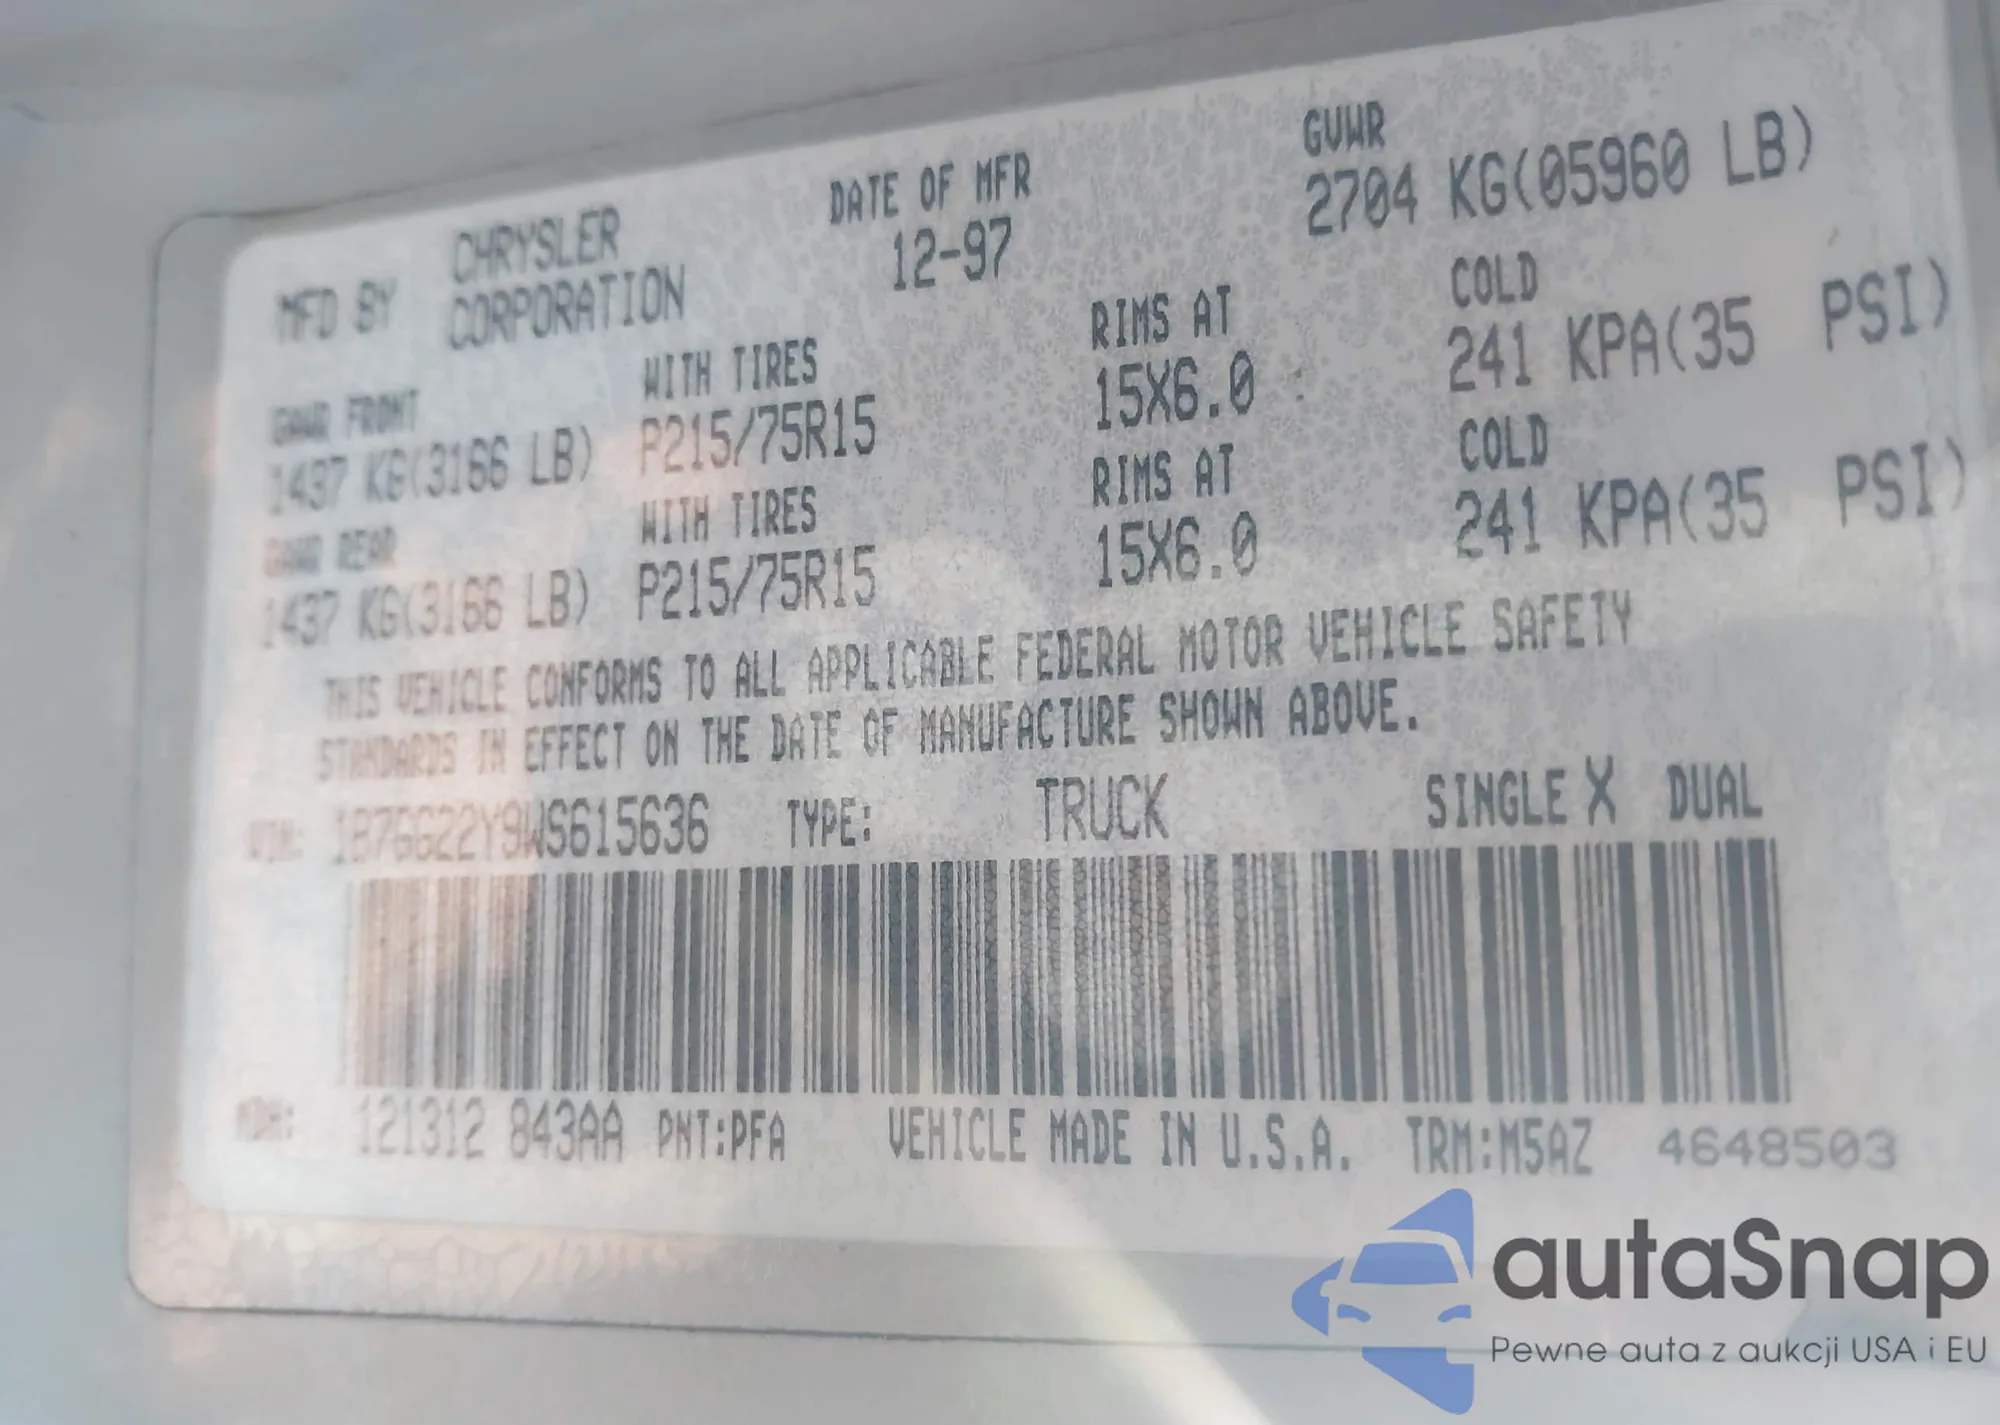 MFD BY CHRYSLER CORPORATION DATE OF MFR 12-97 GVWR 2704 KG(05960 LB)
GAWR FRONT WITH TIRES RIMS AT COLD
1437 KG(3166 LB) P215/75R15 15X6.0 241 KPA(35 PSI)
GAWR REAR WITH TIRES RIMS AT COLD
1437 KG(3166 LB) P215/75R15 15X6.0 241 KPA(35 PSI)
THIS VEHICLE CONFORMS TO ALL APPLICABLE FEDERAL MOTOR VEHICLE SAFETY
STANDARDS IN EFFECT ON THE DATE OF MANUFACTURE SHOWN ABOVE.
VIN: 1B7GG22Y9WS615636 TYPE: TRUCK SINGLE X DUAL
MDH: 121312 843AA PNT:PFA VEHICLE MADE IN U.S.A. TRM:M5AZ 4648503
autaSnap
Pewne auta z aukcji USA i EU